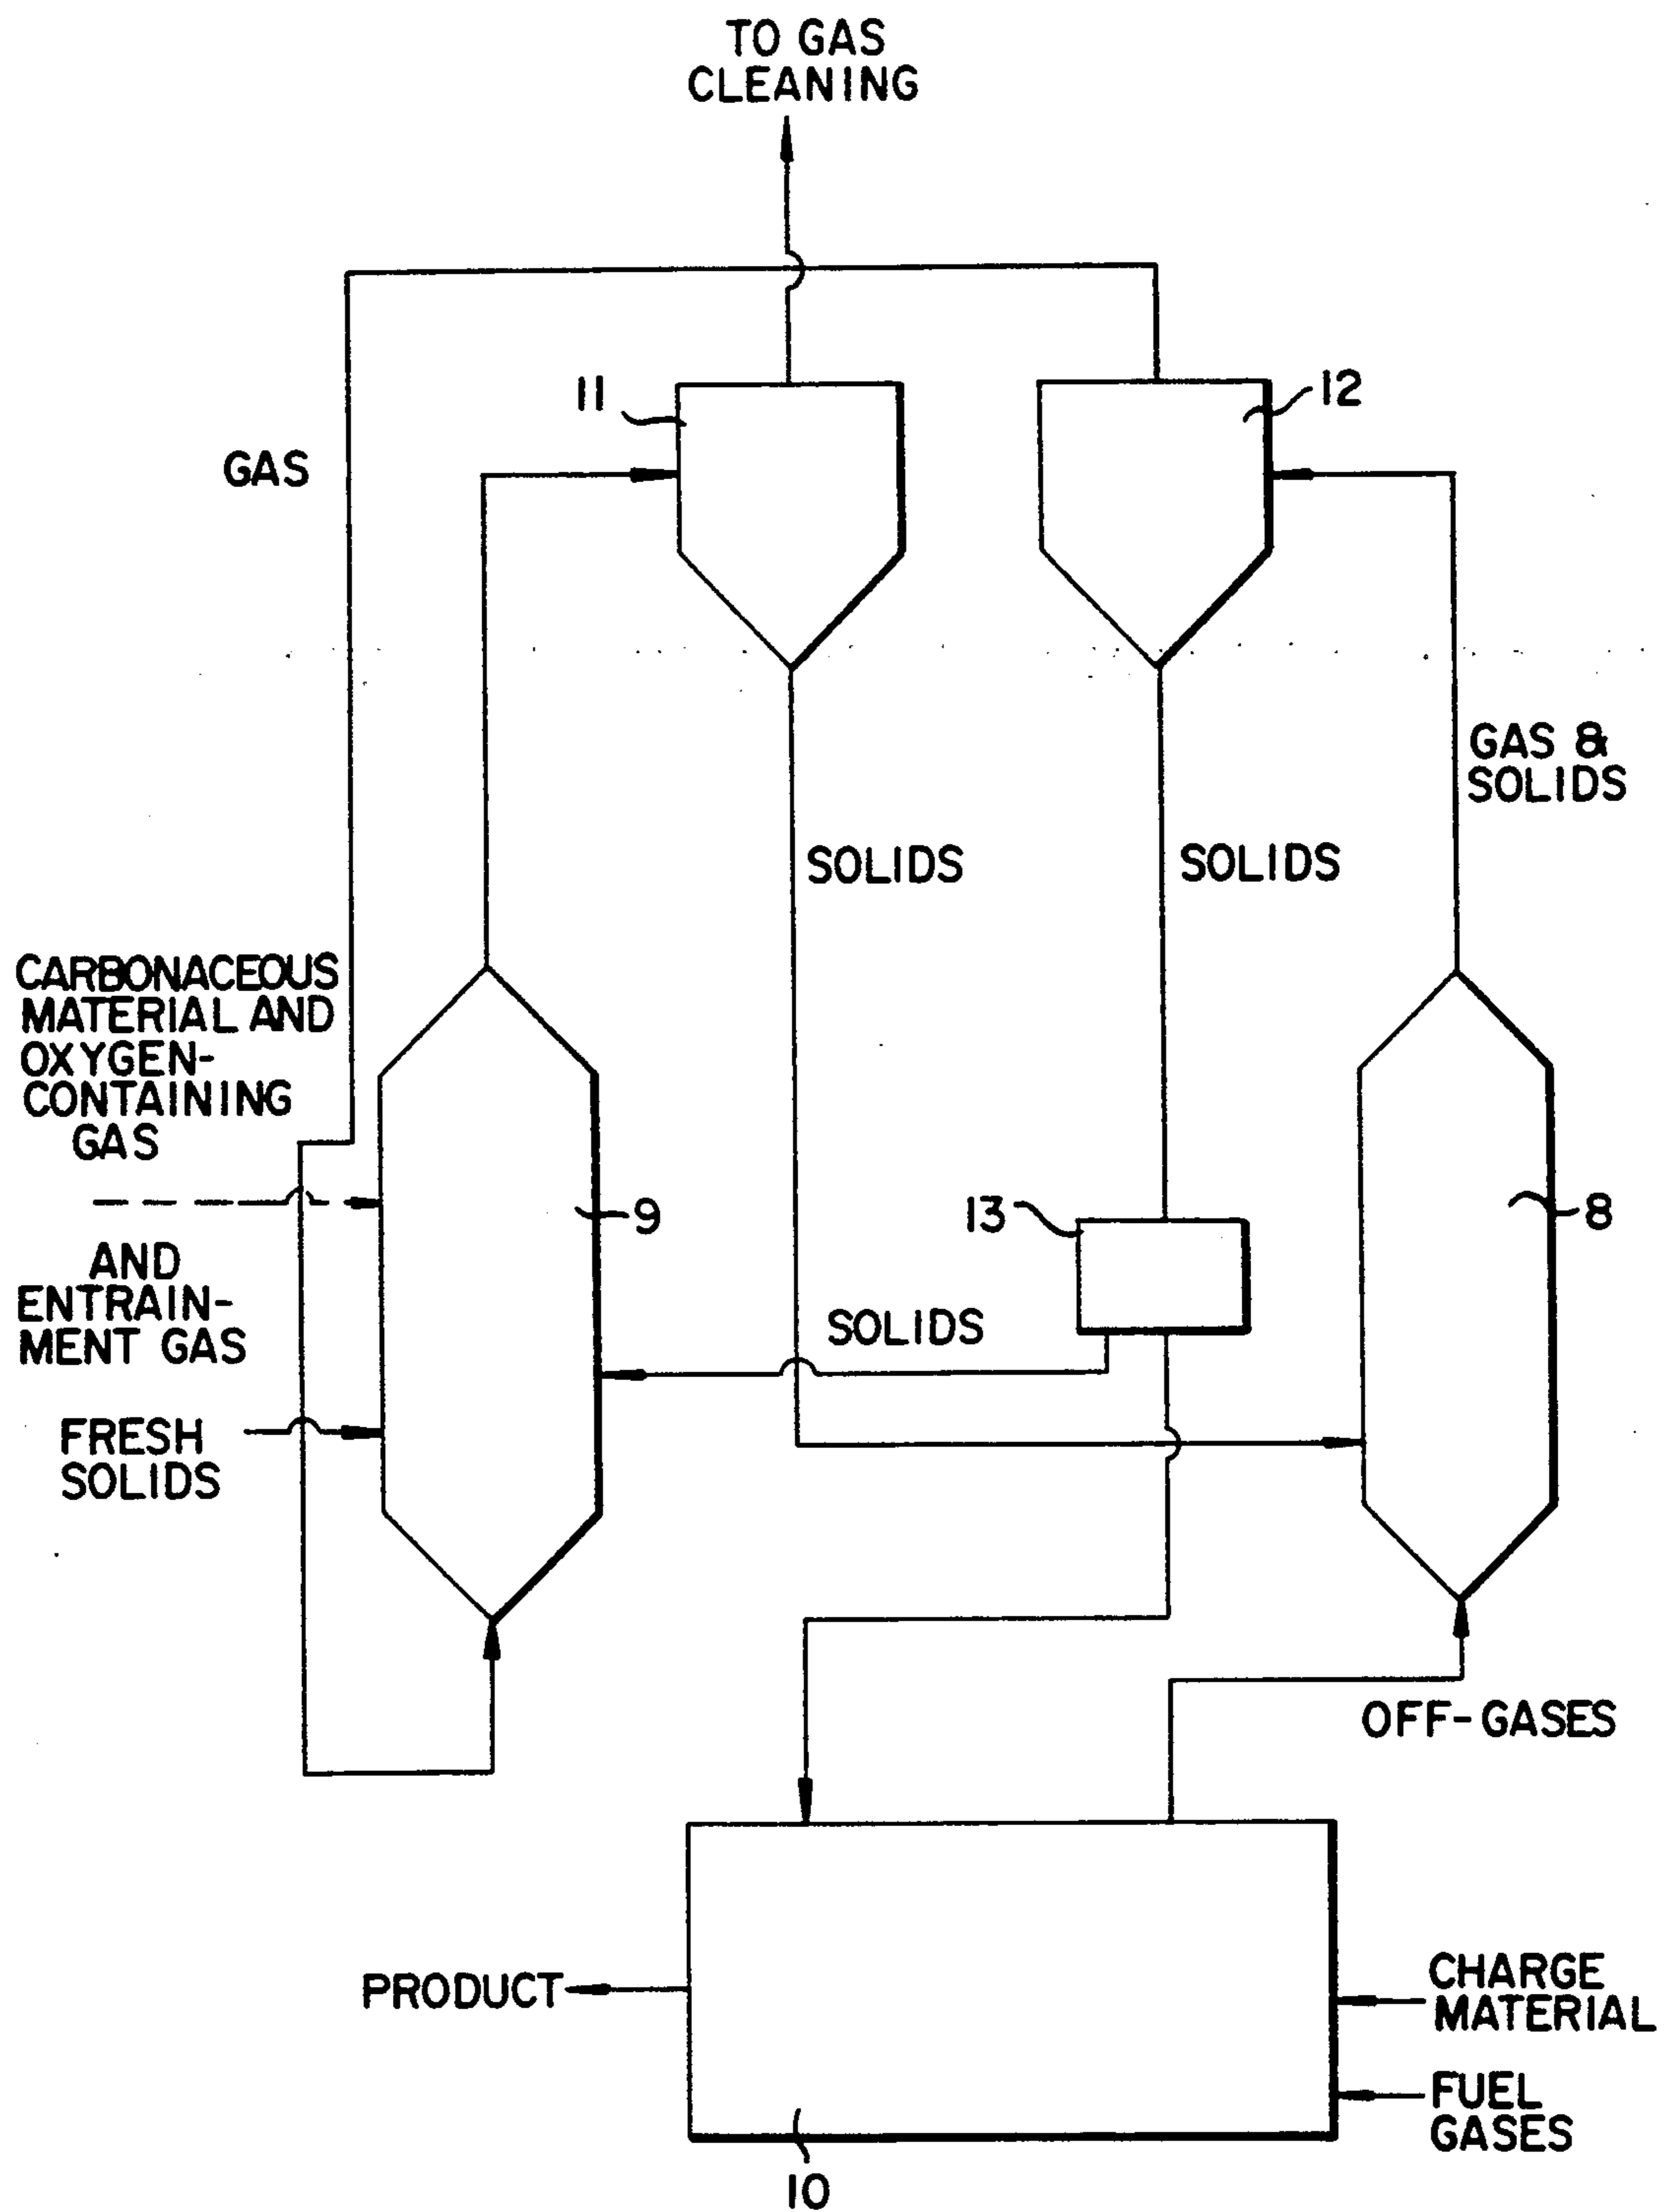 TO GAS
CLEANING
11
12
GAS
GAS &
SOLIDS
SOLIDS
SOLIDS
CARBONACEOUS
MATERIAL AND
OXYGEN-
CONTAINING
GAS
9
13
8
AND
ENTRAIN-
MENT GAS
SOLIDS
FRESH
SOLIDS
OFF-GASES
PRODUCT
CHARGE
MATERIAL
FUEL
GASES
10